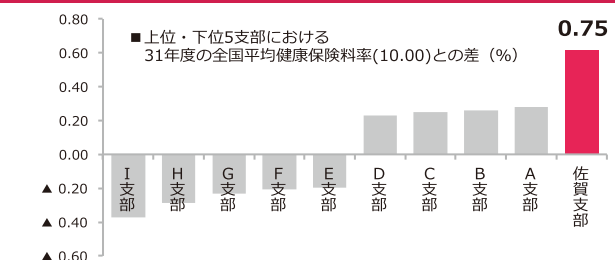 0.80
0.75
■上位・下位5支部における
31年度の全国平均健康保険料率(10.00)との差（%）
0.60
0.40
0.20
0.00
I支部
H支部
G支部
F支部
E支部
D支部
C支部
B支部
A支部
佐賀支部
▲ 0.20
▲ 0.40
▲ 0.60